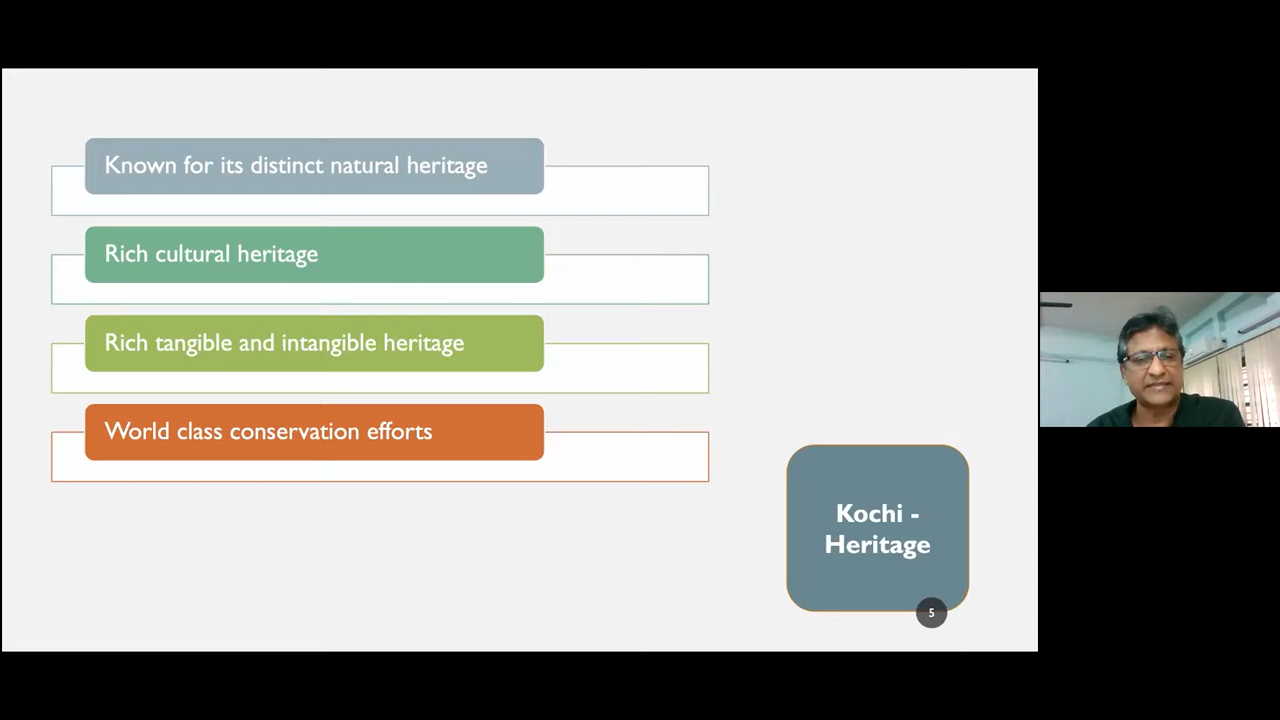 Known for its distinct natural heritage
Rich cultural heritage
Rich tangible and intangible heritage
World class conservation efforts
Kochi -
Heritage
5